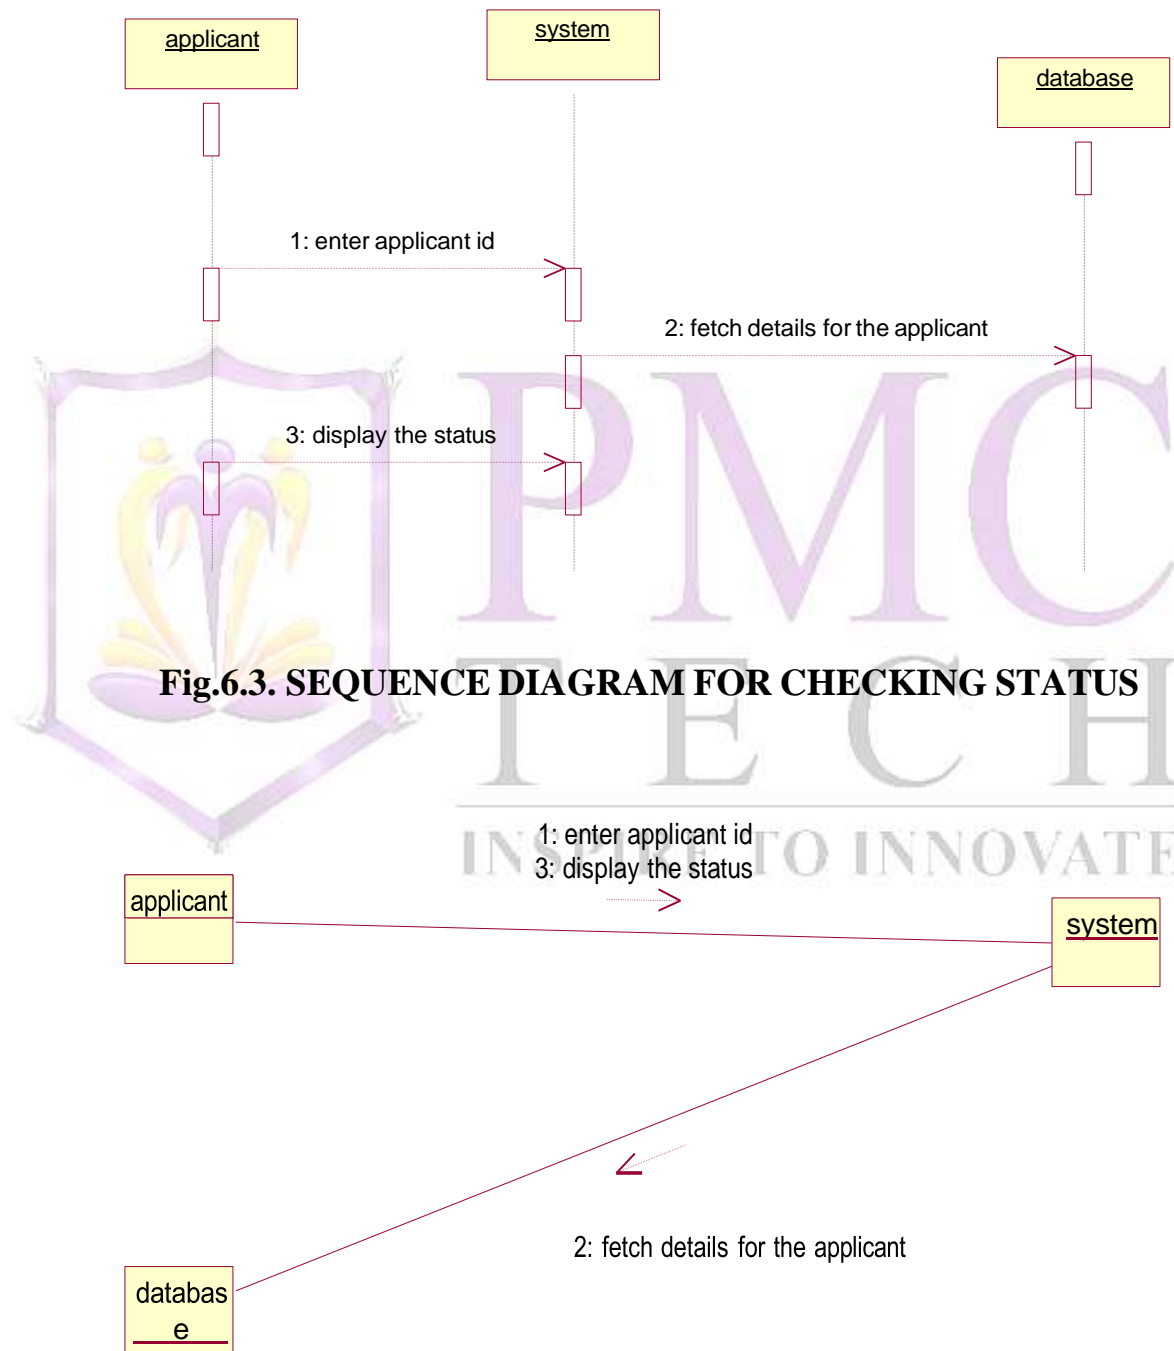 applicant
system
database
1: enter applicant id
2: fetch details for the applicant
3: display the status
PMC
Fig.6.3. SEQUENCE DIAGRAM FOR CHECKING STATUS
TECH
INSPIRE TO INNOVATE
1: enter applicant id
3: display the status
applicant
system
2: fetch details for the applicant
databas
e